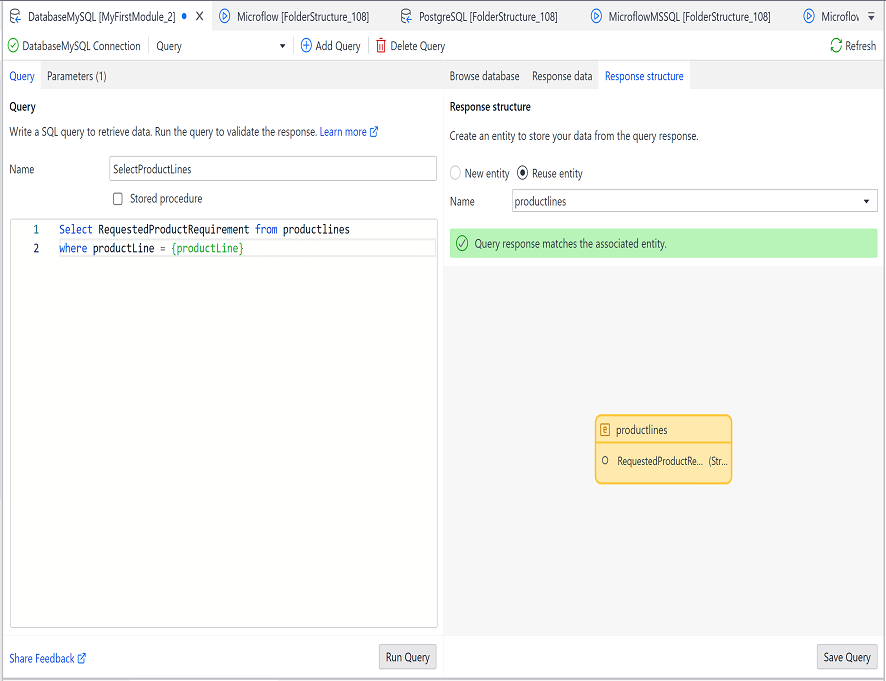 DatabaseMySQL [MyFirstModule_2] Microflow [FolderStructure_108] PostgreSQL [FolderStructure_108] MicroflowMSSQL [FolderStructure_108] Microflov
DatabaseMySQL Connection Query Add Query Delete Query Refresh
Query Parameters (1)
Query
Write a SQL query to retrieve data. Run the query to validate the response. Learn more
Name SelectProductLines
Stored procedure
1 Select RequestedProductRequirement from productlines
2 where productLine = {productLine}
Share Feedback Run Query
Browse database Response data Response structure
Response structure
Create an entity to store your data from the query response.
New entity Reuse entity
Name productlines
Query response matches the associated entity.
productlines
RequestedProductRe... (Str...
Save Query